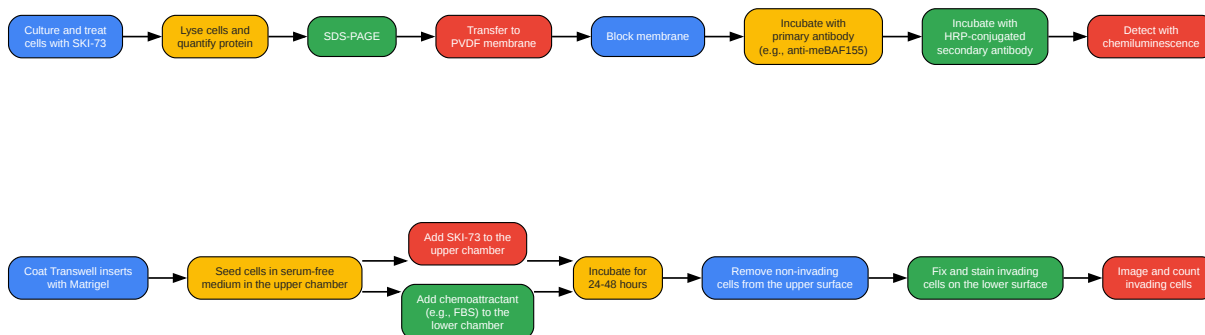 Culture and treat
cells with SKI-73
Lyse cells and
quantify protein
SDS-PAGE
Transfer to
PVDF membrane
Block membrane
Incubate with
primary antibody
(e.g., anti-meBAF155)
Incubate with
HRP-conjugated
secondary antibody
Detect with
chemiluminescence
Coat Transwell inserts
with Matrigel
Seed cells in serum-free
medium in the upper chamber
Add SKI-73 to the
upper chamber
Add chemoattractant
(e.g., FBS) to the
lower chamber
Incubate for
24-48 hours
Remove non-invading
cells from the upper surface
Fix and stain invading
cells on the lower surface
Image and count
invading cells